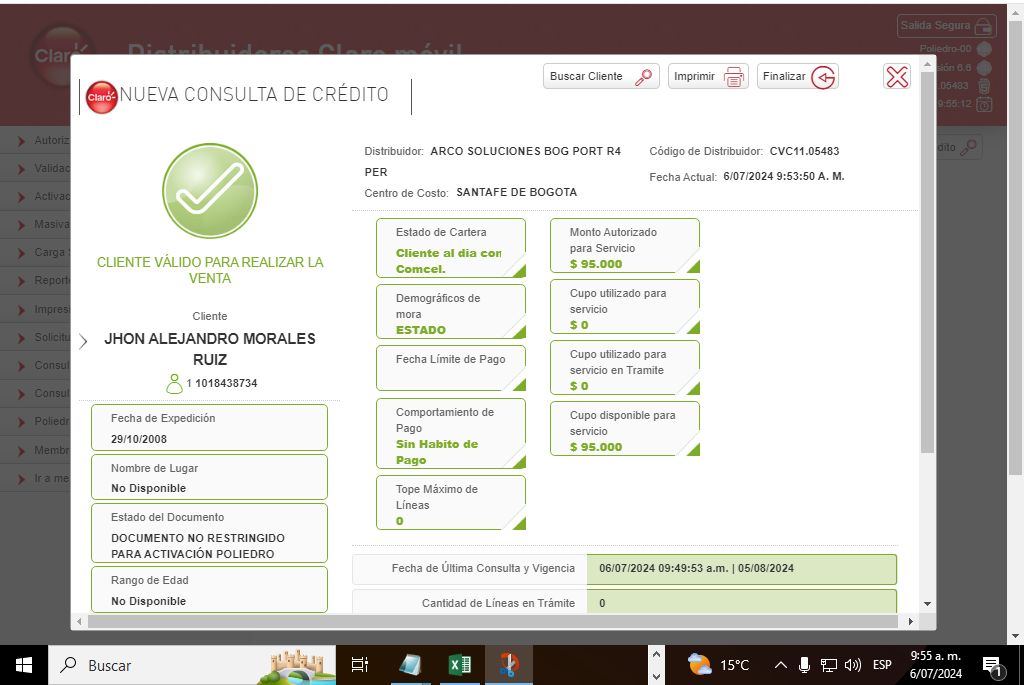 Salida Segura
Claro
Distribuidores Claro móvil
Poliedro-00
sión 6.6
.05483
9:55:12
Buscar Cliente
Imprimir
Finalizar
Claro
NUEVA CONSULTA DE CRÉDITO
Autoriz
Validac
Activac
Masiva
Carga S
Report
Impresi
Solicitu
Consul
Consul
Poliedr
Membr
Ir a me
dito
CLIENTE VÁLIDO PARA REALIZAR LA
VENTA
Cliente
JHON ALEJANDRO MORALES
RUIZ
1 1018438734
Fecha de Expedición
29/10/2008
Nombre de Lugar
No Disponible
Estado del Documento
DOCUMENTO NO RESTRINGIDO
PARA ACTIVACIÓN POLIEDRO
Rango de Edad
No Disponible
Distribuidor: ARCO SOLUCIONES BOG PORT R4
PER
Centro de Costo: SANTAFE DE BOGOTA
Código de Distribuidor: CVC11.05483
Fecha Actual: 6/07/2024 9:53:50 A. M.
Estado de Cartera
Cliente al dia con
Comcel.
Demográficos de
mora
ESTADO
Fecha Límite de Pago
Comportamiento de
Pago
Sin Habito de
Pago
Tope Máximo de
Líneas
0
Monto Autorizado
para Servicio
$ 95.000
Cupo utilizado para
servicio
$ 0
Cupo utilizado para
servicio en Tramite
$ 0
Cupo disponible para
servicio
$ 95.000
Fecha de Última Consulta y Vigencia 06/07/2024 09:49:53 a.m. | 05/08/2024
Cantidad de Líneas en Trámite 0
Buscar
15°C
ESP
9:55 a. m.
6/07/2024
1